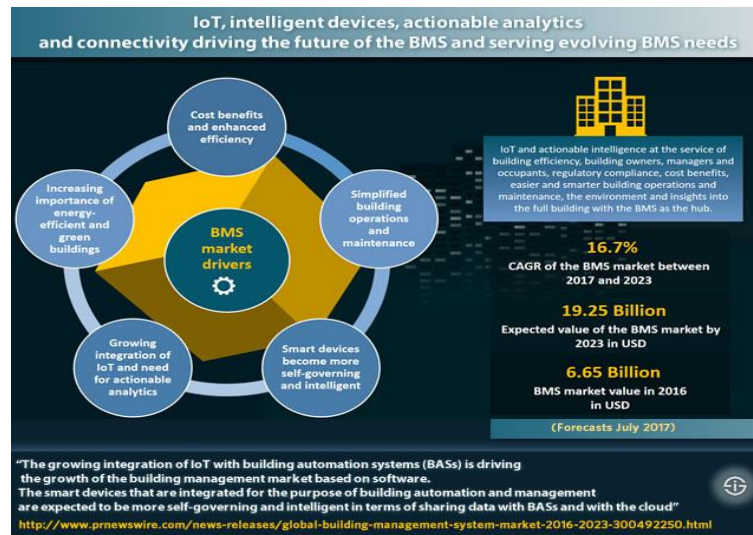 IoT, intelligent devices, actionable analytics
and connectivity driving the future of the BMS and serving evolving BMS needs
Cost benefits
and enhanced
efficiency
Increasing
importance of
energy-
efficient and
green
buildings
Simplified
building
operations
and
maintenance
BMS
market
drivers
Growing
integration of
IoT and need
for actionable
analytics
Smart devices
become more
self-governing
and intelligent
IoT and actionable intelligence at the service of
building efficiency, building owners, managers and
occupants, regulatory compliance, cost benefits,
easier and smarter building operations and
maintenance, the environment and insights into
the full building with the BMS as the hub.
16.7%
CAGR of the BMS market between
2017 and 2023
19.25 Billion
Expected value of the BMS market by
2023 in USD
6.65 Billion
BMS market value in 2016
in USD
(Forecasts July 2017)
“The growing integration of IoT with building automation systems (BASs) is driving
the growth of the building management market based on software.
The smart devices that are integrated for the purpose of building automation and management
are expected to be more self-governing and intelligent in terms of sharing data with BASs and with the cloud”
http://www.prnewswire.com/news-releases/global-building-management-system-market-2016-2023-300492250.html